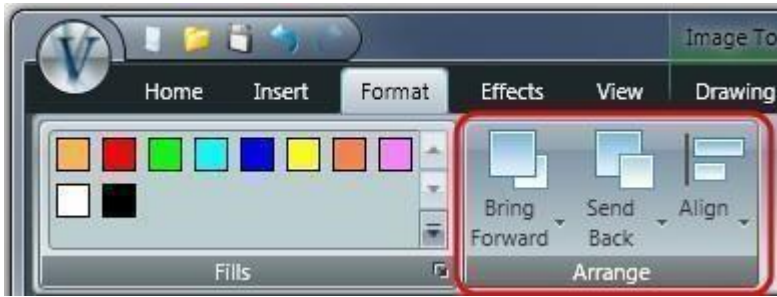 V
Image To
Home Insert Format Effects View Drawing
Bring Forward
Send Back
Align
Fills
Arrange